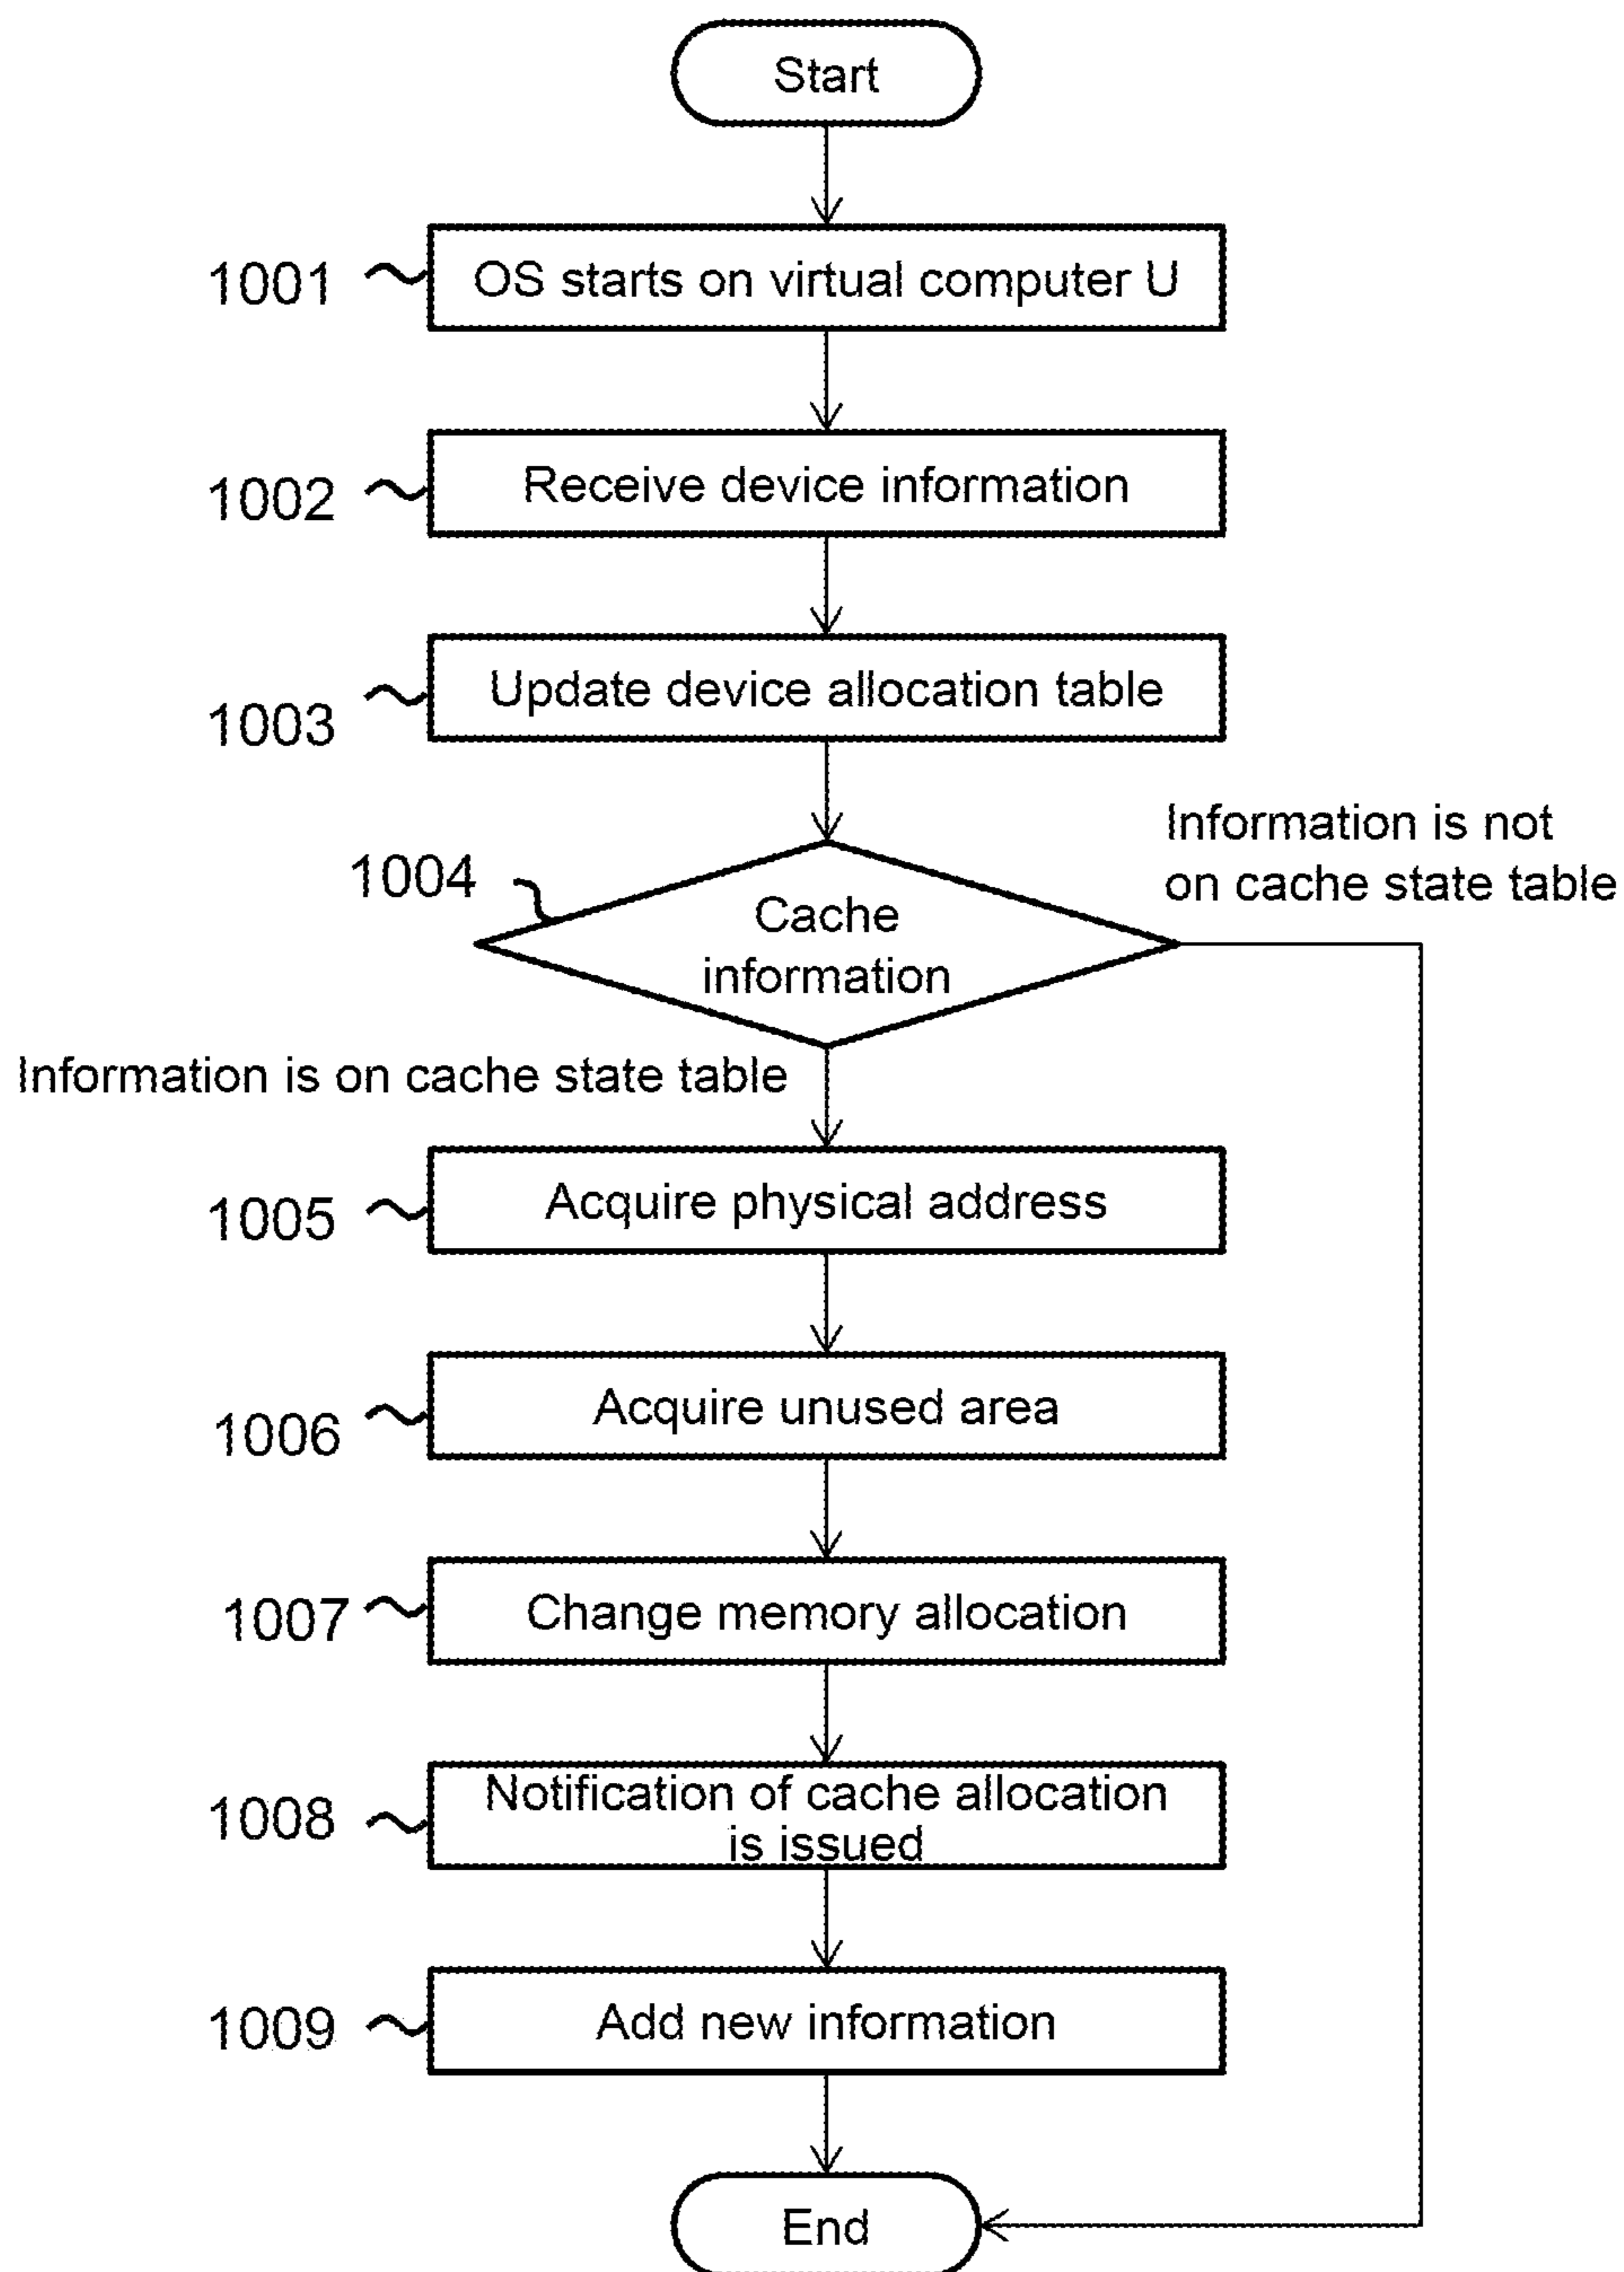 Start
1001
OS starts on virtual computer U
1002
Receive device information
1003
Update device allocation table
1004
Cache
information
Information is not
on cache state table
Information is on cache state table
1005
Acquire physical address
1006
Acquire unused area
1007
Change memory allocation
1008
Notification of cache allocation
is issued
1009
Add new information
End